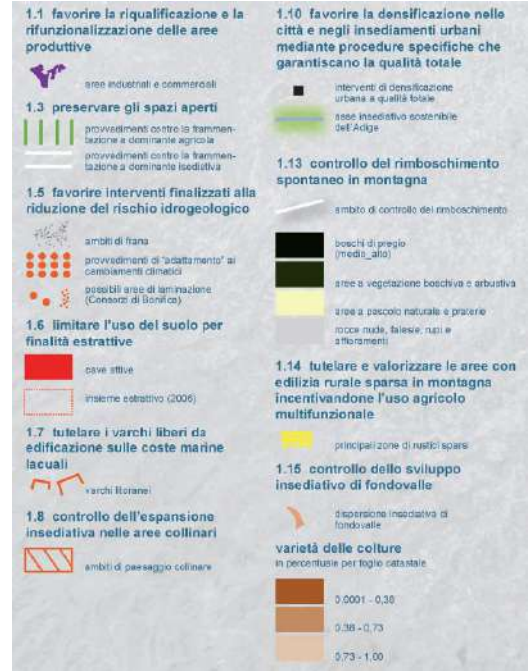 1.1 favorire la riqualificazione e la
rifunzionalizzazione delle aree
produttive
aree industriali e commerciali
1.3 preservare gli spazi aperti
provvedimenti contro la frammen-
tazione a dominante agricola
provvedimenti contro la frammen-
tazione a dominante isediativa
1.5 favorire interventi finalizzati alla
riduzione del rischio idrogeologico
ambiti di frana
provvedimenti di "adattamento" ai
cambiamenti climatici
possibili aree di laminazione
(Consorzi di Bonifica)
1.6 limitare l'uso del suolo per
finalità estrattive
cave attive
insieme estrattivo (2006)
1.7 tutelare i varchi liberi da
edificazione sulle coste marine
lacuali
varchi litoranei
1.8 controllo dell'espansione
insediativa nelle aree collinari
ambiti di paesaggio collinare
1.10 favorire la densificazione nelle
città e negli insediamenti urbani
mediante procedure specifiche che
garantiscano la qualità totale
interventi di densificazione
urbana a qualità totale
asse insediativo sostenibile
dell'Adige
1.13 controllo del rimboschimento
spontaneo in montagna
ambito di controllo del rimboschimento
boschi di pregio
(medio_alto)
aree a vegetazione boschiva e arbustiva
aree a pascolo naturale e praterie
rocce nude, falesie, rupi e
affioramenti
1.14 tutelare e valorizzare le aree con
edilizia rurale sparsa in montagna
incentivandone l'uso agricolo
multifunzionale
principali zone di rustici sparsi
1.15 controllo dello sviluppo
insediativo di fondovalle
dispersione insediativa di
fondovalle
varietà delle colture
in percentuale per foglio catastale
0,0001 - 0,38
0,38 - 0,73
0,73 - 1,00